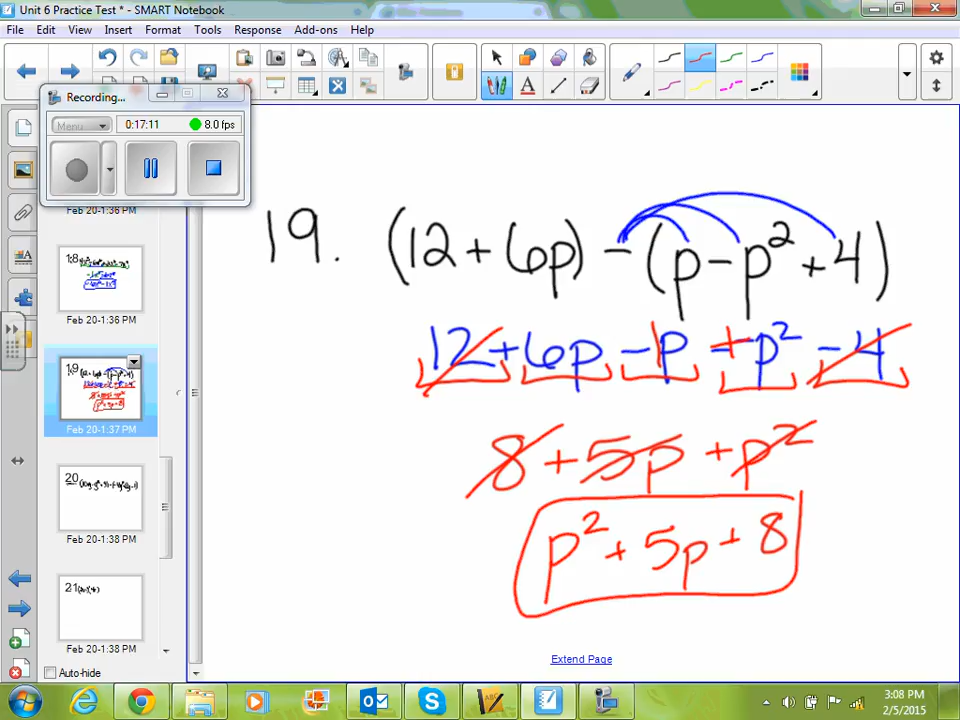 Unit 6 Practice Test * - SMART Notebook
File Edit View Insert Format Tools Response Add-ons Help
Recording...
Menu 0:17:11 8.0 fps
Feb 20-1:36 PM
Feb 20-1:36 PM
Feb 20-1:37 PM
20
Feb 20-1:38 PM
21
Feb 20-1:38 PM
Auto-hide
19. (12+6p) -(p-p²+4)
12+6p -p +p² -4
8+5p+p²
p²+5p+8
Extend Page
3:08 PM
2/5/2015